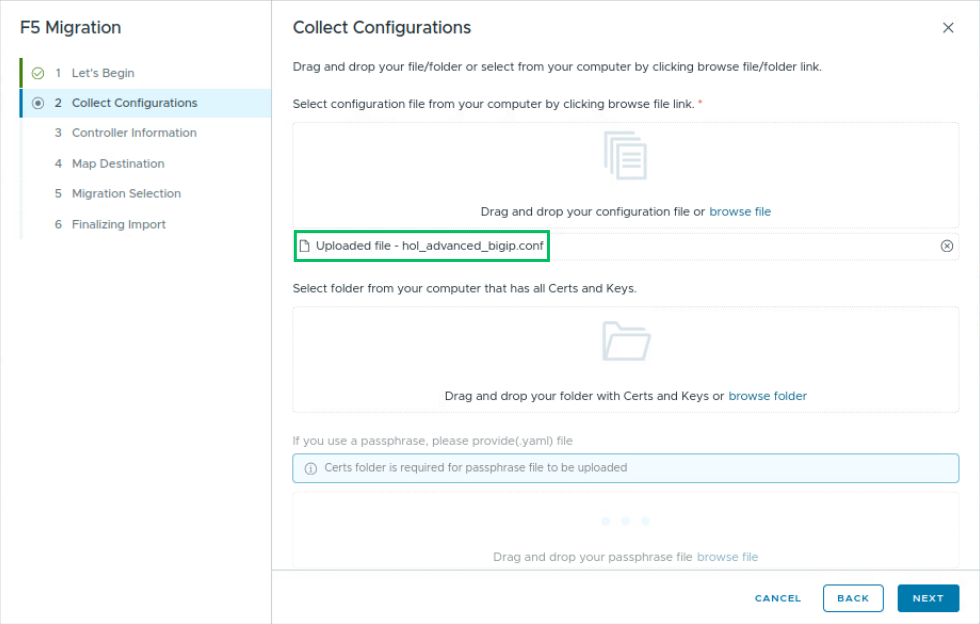 F5 Migration
1 Let's Begin
2 Collect Configurations
3 Controller Information
4 Map Destination
5 Migration Selection
6 Finalizing Import
Collect Configurations
Drag and drop your file/folder or select from your computer by clicking browse file/folder link.
Select configuration file from your computer by clicking browse file link. *
Drag and drop your configuration file or browse file
Uploaded file - hol_advanced_bigip.conf
Select folder from your computer that has all Certs and Keys.
Drag and drop your folder with Certs and Keys or browse folder
If you use a passphrase, please provide(.yaml) file
Certs folder is required for passphrase file to be uploaded
Drag and drop your passphrase file browse file
CANCEL BACK NEXT